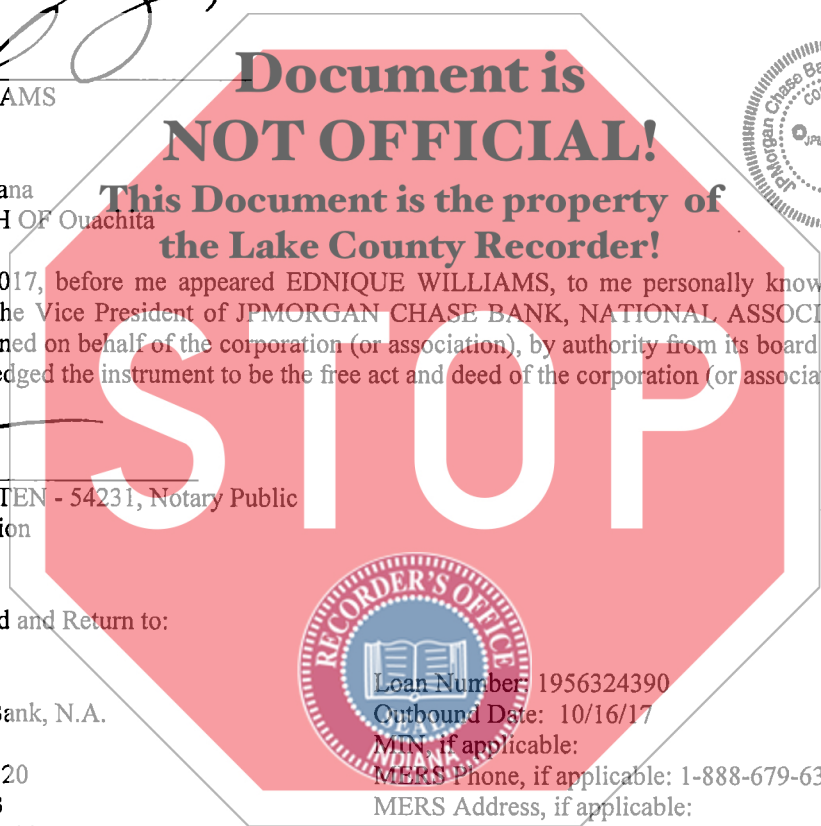 Document is
NOT OFFICIAL!
This Document is the property of
the Lake County Recorder!
AMS
JPMorgan Chase Ba
ana
H OF Ouachita
017, before me appeared EDNIQUE WILLIAMS, to me personally know
he Vice President of JPMORGAN CHASE BANK, NATIONAL ASSOCI
ned on behalf of the corporation (or association), by authority from its board
edged the instrument to be the free act and deed of the corporation (or associa
STOP
TEN - 54231, Notary Public
ion
RECORDER'S OFFICE
SEAL
INDIANA
d and Return to:
Loan Number: 1956324390
Bank, N.A.
Outbound Date: 10/16/17
MIN, if applicable:
20
MERS Phone, if applicable: 1-888-679-63
MERS Address, if applicable: